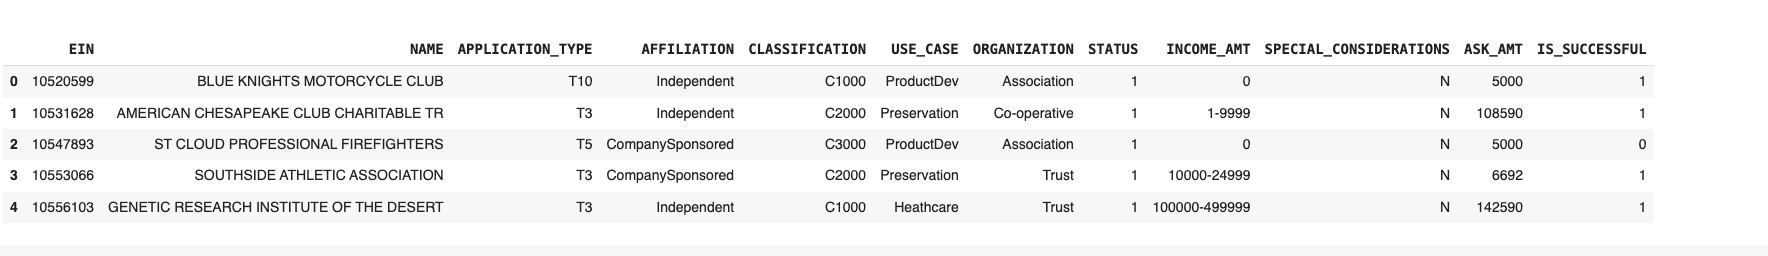 EIN NAME APPLICATION_TYPE AFFILIATION CLASSIFICATION USE_CASE ORGANIZATION STATUS INCOME_AMT SPECIAL_CONSIDERATIONS ASK_AMT IS_SUCCESSFUL
0 10520599 BLUE KNIGHTS MOTORCYCLE CLUB T10 Independent C1000 ProductDev Association 1 0 N 5000 1
1 10531628 AMERICAN CHESAPEAKE CLUB CHARITABLE TR T3 Independent C2000 Preservation Co-operative 1 1-9999 N 108590 1
2 10547893 ST CLOUD PROFESSIONAL FIREFIGHTERS T5 CompanySponsored C3000 ProductDev Association 1 0 N 5000 0
3 10553066 SOUTHSIDE ATHLETIC ASSOCIATION T3 CompanySponsored C2000 Preservation Trust 1 10000-24999 N 6692 1
4 10556103 GENETIC RESEARCH INSTITUTE OF THE DESERT T3 Independent C1000 Heathcare Trust 1 100000-499999 N 142590 1